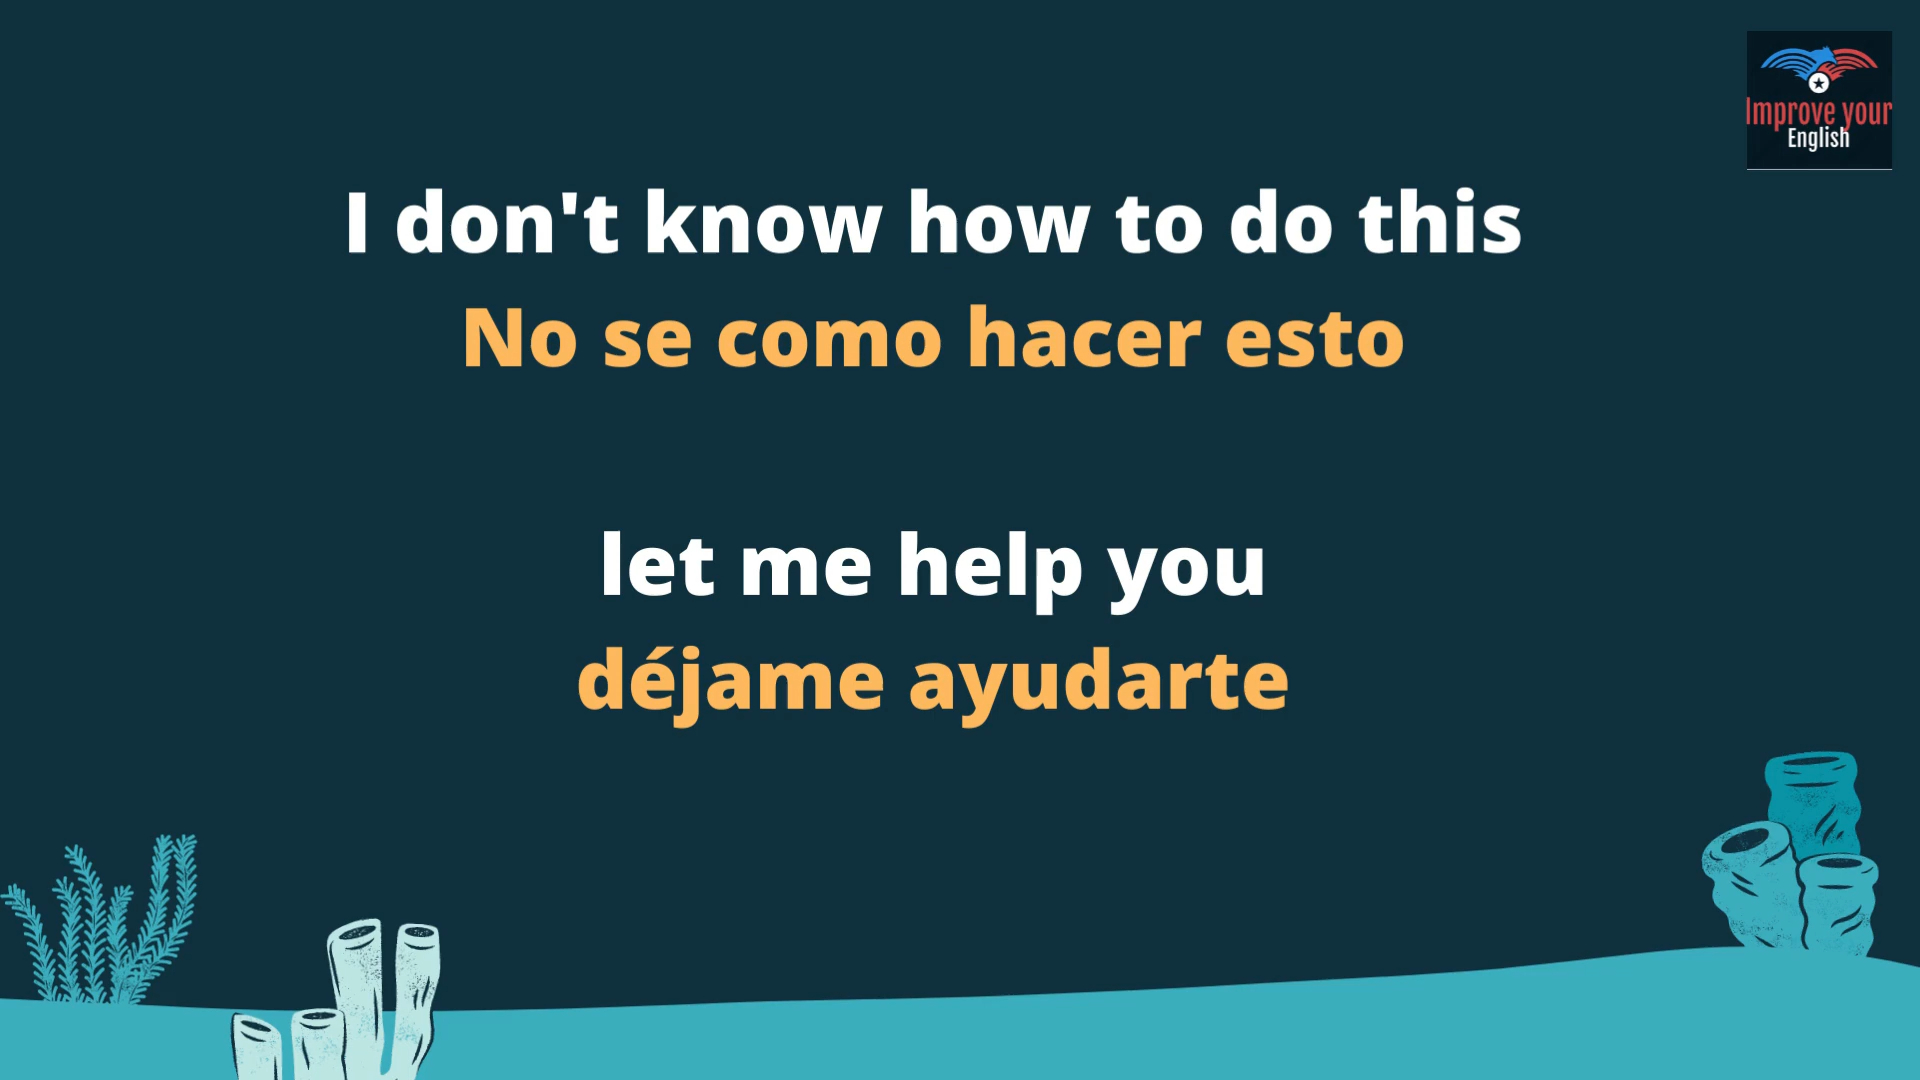 Improve your
English
I don't know how to do this
No se como hacer esto
let me help you
déjame ayudarte